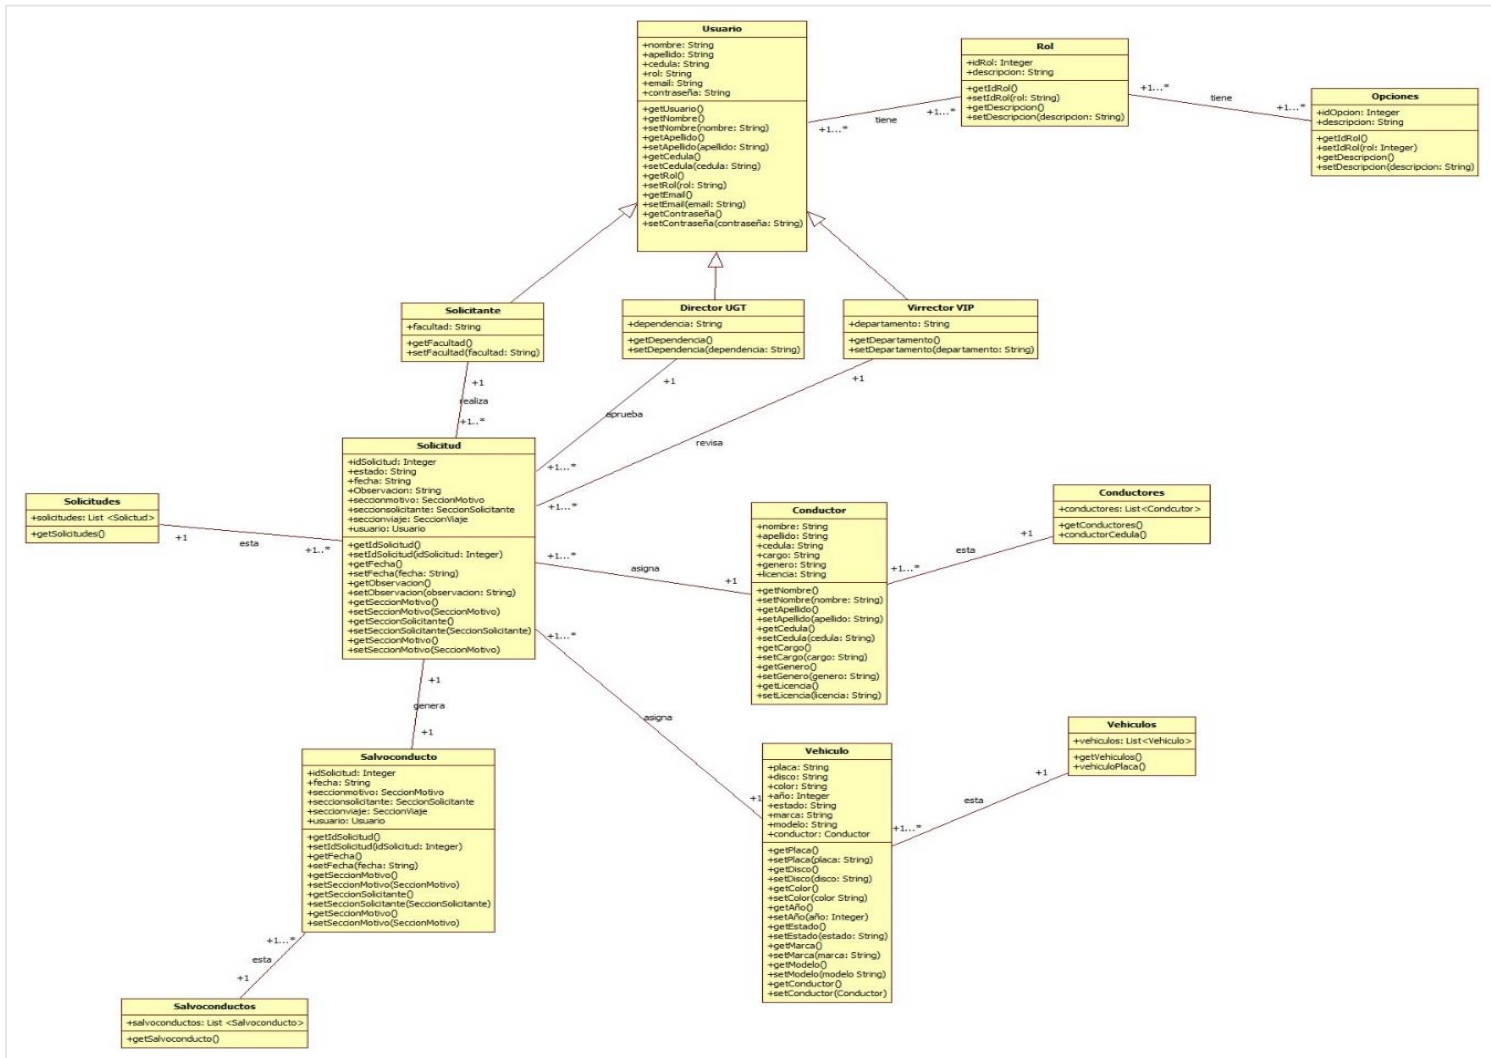 Usuario
+nombre: String
+apellido: String
+cedula: String
+rol: String
+email: String
+contraseña: String
+getUsuario()
+getNombre()
+setNombre(nombre: String)
+getApellido()
+setApellido(apellido: String)
+getCedula()
+setCedula(cedula: String)
+getRol()
+setRol(rol: String)
+getEmail()
+setEmail(email: String)
+getContraseña()
+setContraseña(contraseña: String)
+1...*
tiene
+1...*
Rol
+idRol: Integer
+descripcion: String
+getIdRol()
+setIdRol(rol: String)
+getDescripcion()
+setDescripcion(descripcion: String)
+1...*
tiene
+1...*
Opciones
+idOpcion: Integer
+descripcion: String
+getIdRol()
+setIdRol(rol: Integer)
+getDescripcion()
+setDescripcion(descripcion: String)
Solicitante
+facultad: String
+getFacultad()
+setFacultad(facultad: String)
Director UGT
+dependencia: String
+getDependencia()
+setDependencia(dependencia: String)
Virrector VIP
+departamento: String
+getDepartamento()
+setDepartamento(departamento: String)
+1
realiza
+1..*
+1
aprueba
+1...*
+1
revisa
+1...*
Solicitud
+idSolicitud: Integer
+estado: String
+fecha: String
+Observacion: String
+seccionmotivo: SeccionMotivo
+seccionsolicitante: SeccionSolicitante
+seccionviaje: SeccionViaje
+usuario: Usuario
+getIdSolicitud()
+setIdSolicitud(idSolicitud: Integer)
+getFecha()
+setFecha(fecha: String)
+getObservacion()
+setObservacion(observacion: String)
+getSeccionMotivo()
+setSeccionMotivo(SeccionMotivo)
+getSeccionSolicitante()
+setSeccionSolicitante(SeccionSolicitante)
+getSeccionMotivo()
+setSeccionMotivo(SeccionMotivo)
Solicitudes
+solicitudes: List <Solictud>
+getSolicitudes()
+1
esta
+1..*
+1...*
asigna
+1
Conductor
+nombre: String
+apellido: String
+cedula: String
+cargo: String
+genero: String
+licencia: String
+getNombre()
+setNombre(nombre: String)
+getApellido()
+setApellido(apellido: String)
+getCedula()
+setCedula(cedula: String)
+getCargo()
+setCargo(cargo: String)
+getGenero()
+setGenero(genero: String)
+getLicencia()
+setLicencia(licencia: String)
+1...*
esta
+1
Conductores
+conductores: List<Condcutor>
+getConductores()
+conductorCedula()
+1...*
asigna
+1
+1
genera
+1
Salvoconducto
+idSolicitud: Integer
+fecha: String
+seccionmotivo: SeccionMotivo
+seccionsolicitante: SeccionSolicitante
+seccionviaje: SeccionViaje
+usuario: Usuario
+getIdSolicitud()
+setIdSolicitud(idSolicitud: Integer)
+getFecha()
+setFecha(fecha: String)
+getSeccionMotivo()
+setSeccionMotivo(SeccionMotivo)
+getSeccionSolicitante()
+setSeccionSolicitante(SeccionSolicitante)
+getSeccionMotivo()
+setSeccionMotivo(SeccionMotivo)
Vehiculo
+placa: String
+disco: String
+color: String
+año: Integer
+estado: String
+marca: String
+modelo: String
+conductor: Conductor
+getPlaca()
+setPlaca(placa: String)
+getDisco()
+setDisco(disco: String)
+getColor()
+setColor(color String)
+getAño()
+setAño(año: Integer)
+getEstado()
+setEstado(estado: String)
+getMarca()
+setMarca(marca: String)
+getModelo()
+setModelo(modelo String)
+getConductor()
+setConductor(Conductor)
+1...*
esta
+1
Vehiculos
+vehiculos: List<Vehiculo>
+getVehiculos()
+vehiculoPlaca()
+1...*
esta
+1
Salvoconductos
+salvoconductos: List <Salvoconducto>
+getSalvoconducto()